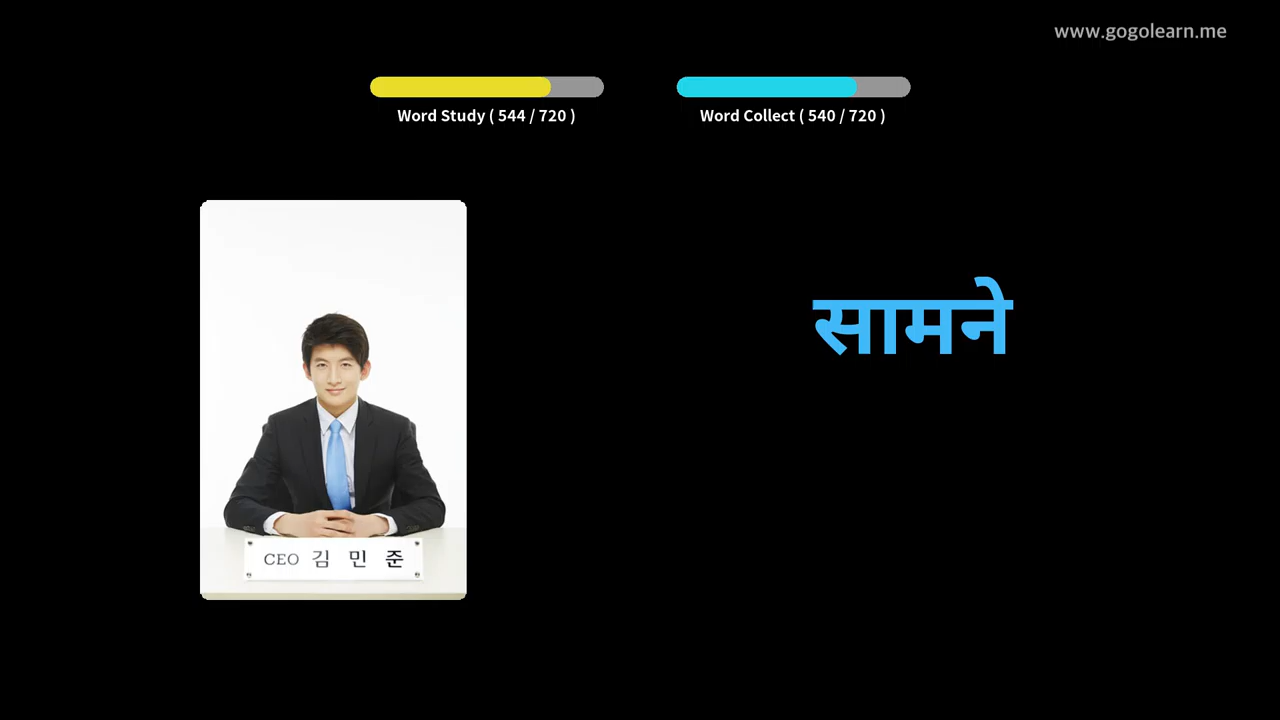 www.gogolearn.me
Word Study ( 544 / 720 )
Word Collect ( 540 / 720 )
सामने
CEO 김 민 준